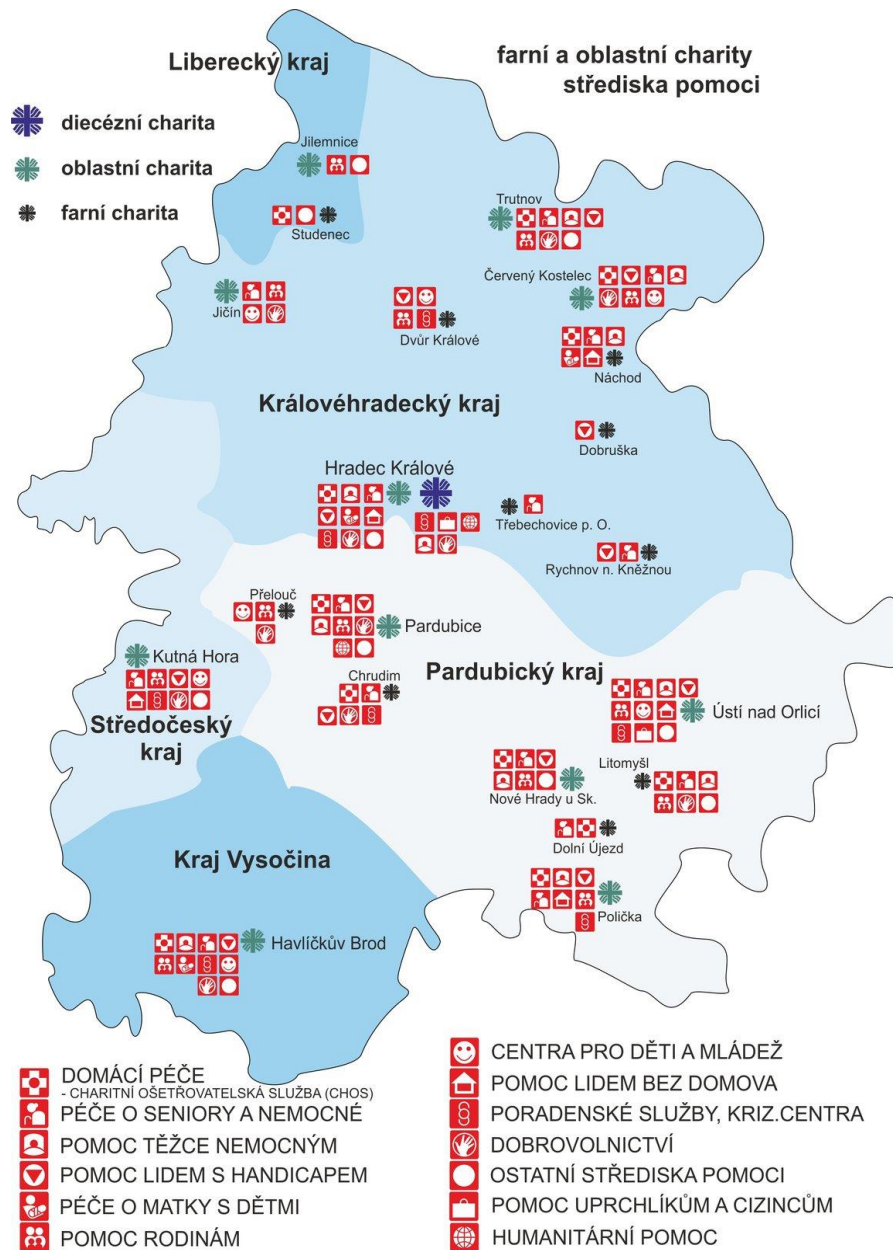 Liberecký kraj
farní a oblastní charity
střediska pomoci
diecézní charita
oblastní charita
farní charita
Jilemnice
Studenec
Trutnov
Červený Kostelec
Jičín
Dvůr Králové
Náchod
Královéhradecký kraj
Dobruška
Hradec Králové
Třebechovice p. O.
Rychnov n. Kněžnou
Přelouč
Pardubice
Kutná Hora
Chrudim
Pardubický kraj
Středočeský
kraj
Ústí nad Orlicí
Litomyšl
Nové Hrady u Sk.
Dolní Újezd
Kraj Vysočina
Polička
Havlíčkův Brod
DOMÁCÍ PÉČE
- CHARITNÍ OŠETŘOVATELSKÁ SLUŽBA (CHOS)
PÉČE O SENIORY A NEMOCNÉ
POMOC TĚŽCE NEMOCNÝM
POMOC LIDEM S HANDICAPEM
PÉČE O MATKY S DĚTMI
POMOC RODINÁM
CENTRA PRO DĚTI A MLÁDEŽ
POMOC LIDEM BEZ DOMOVA
PORADENSKÉ SLUŽBY, KRIZ.CENTRA
DOBROVOLNICTVÍ
OSTATNÍ STŘEDISKA POMOCI
POMOC UPRCHLÍKŮM A CIZINCŮM
HUMANITÁRNÍ POMOC